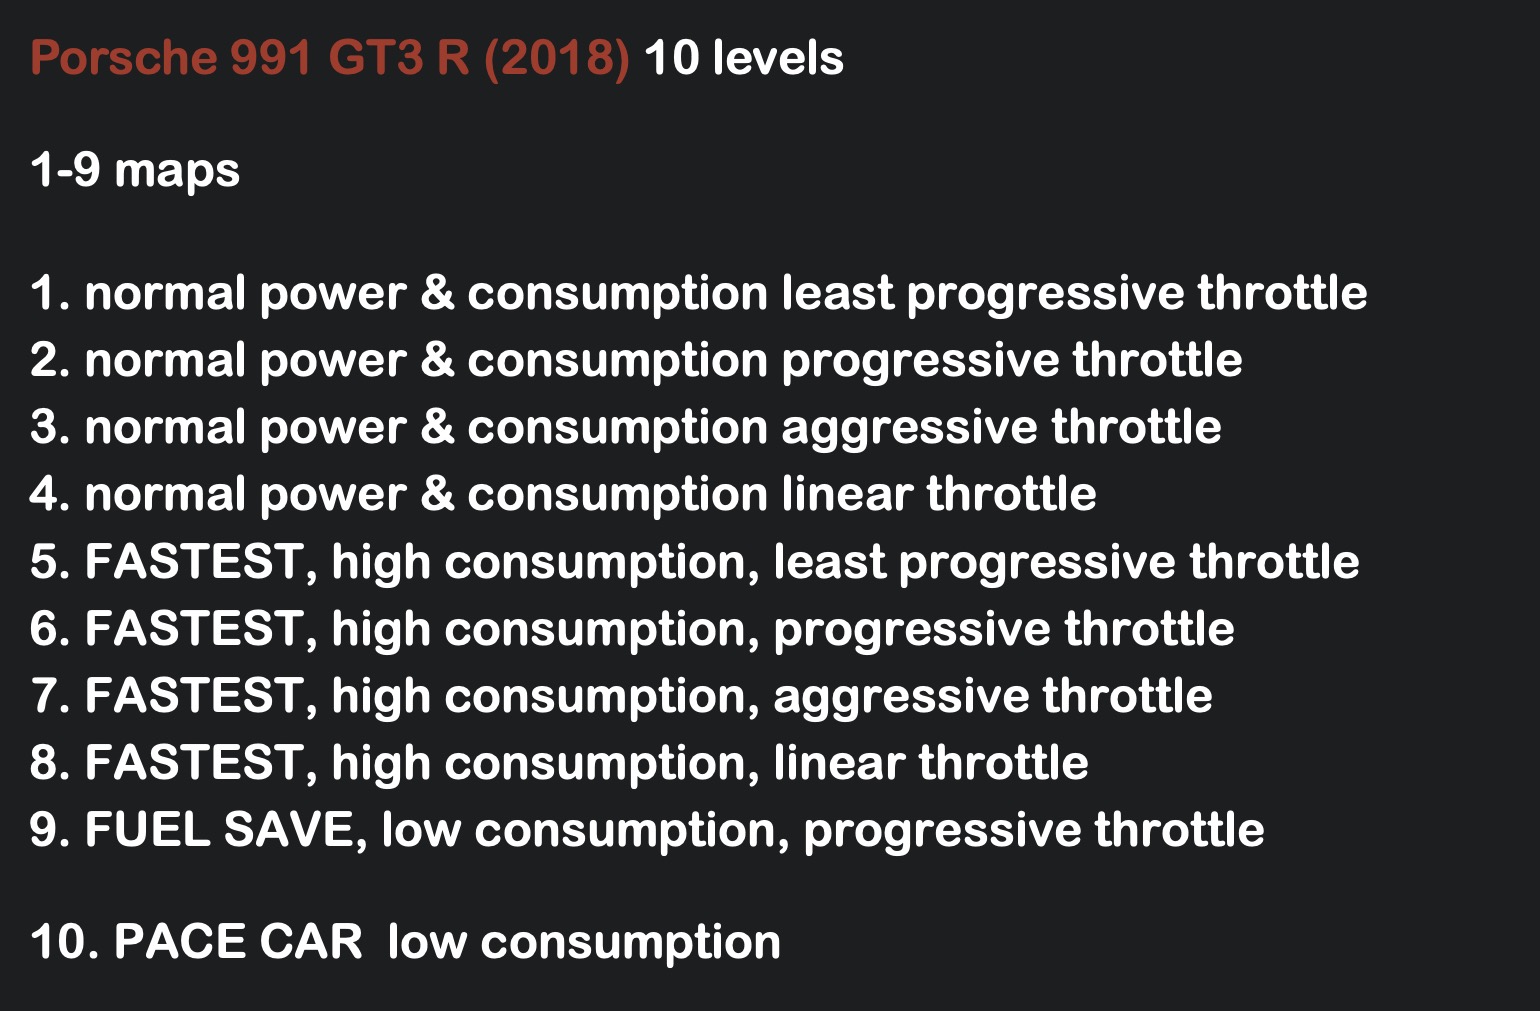 Porsche 991 GT3 R (2018) 10 levels
1-9 maps
1. normal power & consumption least progressive throttle
2. normal power & consumption progressive throttle
3. normal power & consumption aggressive throttle
4. normal power & consumption linear throttle
5. FASTEST, high consumption, least progressive throttle
6. FASTEST, high consumption, progressive throttle
7. FASTEST, high consumption, aggressive throttle
8. FASTEST, high consumption, linear throttle
9. FUEL SAVE, low consumption, progressive throttle
10. PACE CAR  low consumption